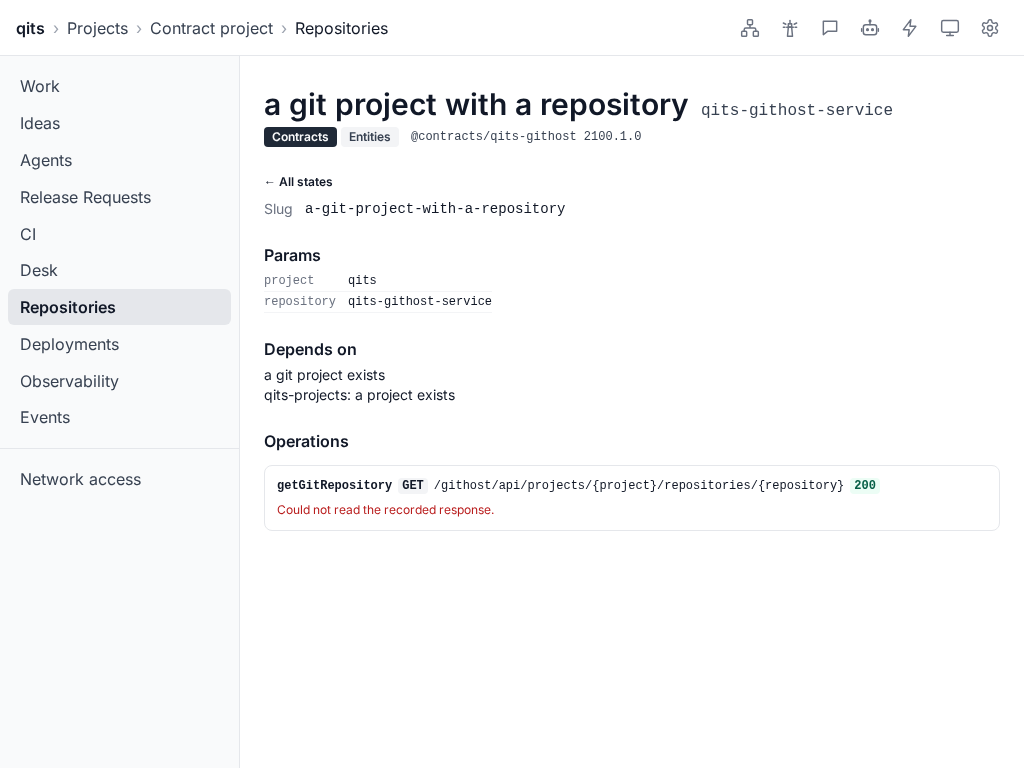 qits › Projects › Contract project › Repositories
Work
Ideas
Agents
Release Requests
CI
Desk
Repositories
Deployments
Observability
Events
Network access
a git project with a repository qits-githost-service
Contracts Entities @contracts/qits-githost 2100.1.0
← All states
Slug a-git-project-with-a-repository
Params
project qits
repository qits-githost-service
Depends on
a git project exists
qits-projects: a project exists
Operations
getGitRepository GET /githost/api/projects/{project}/repositories/{repository} 200
Could not read the recorded response.